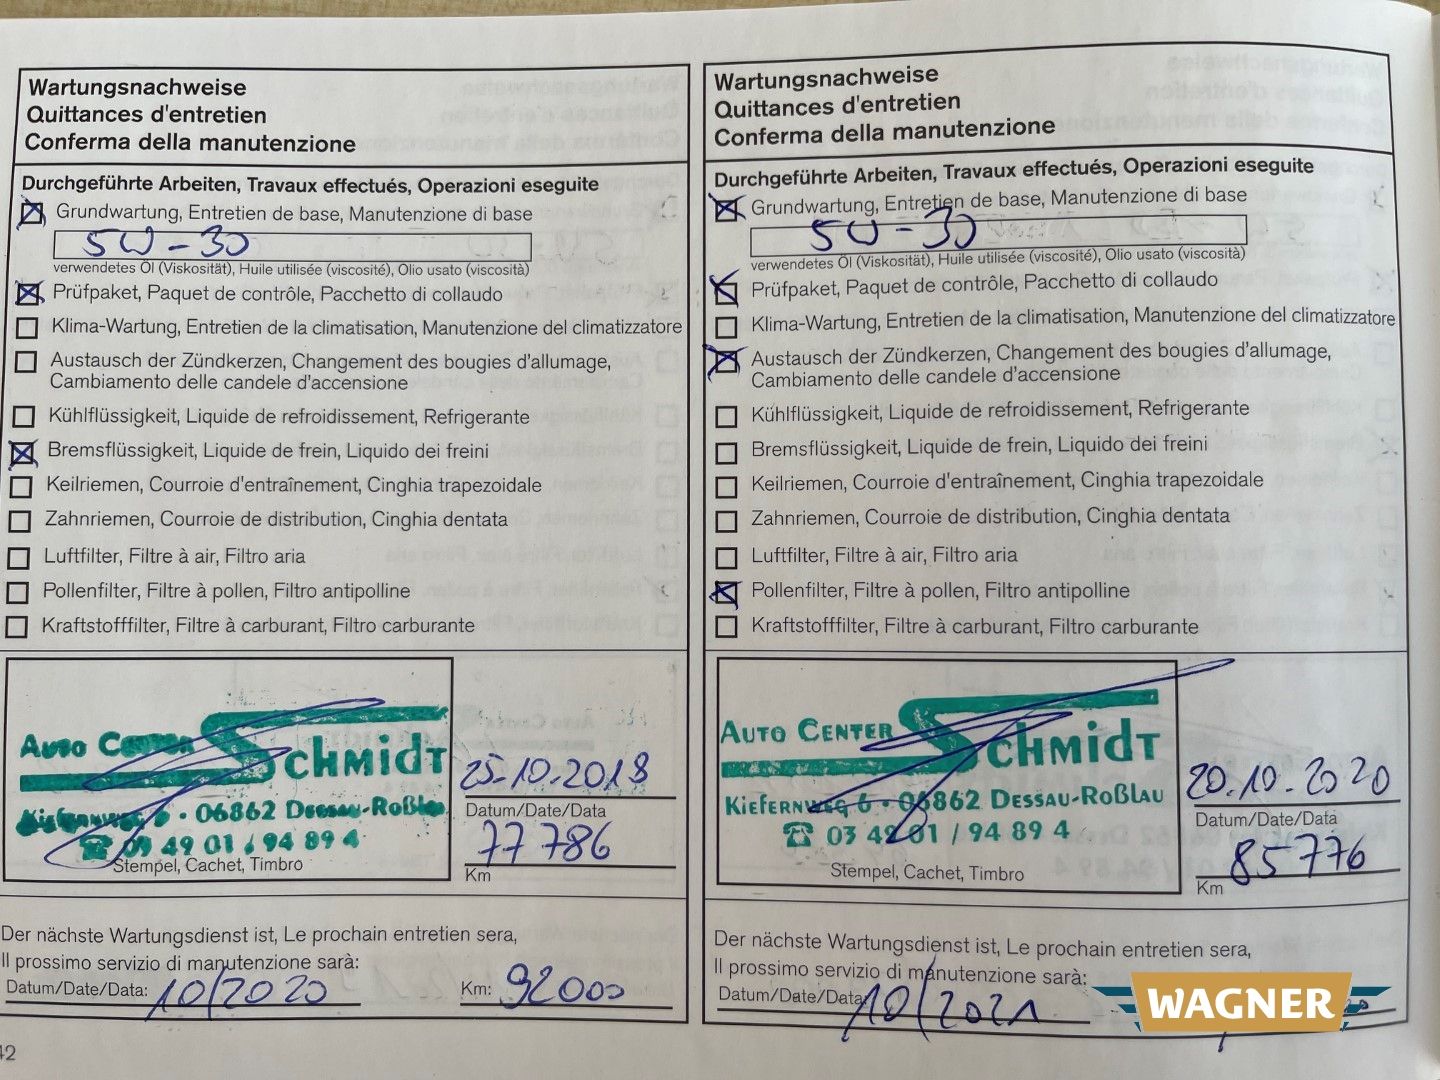 Wartungsnachweise
Quittances d'entretien
Conferma della manutenzione
Durchgeführte Arbeiten, Travaux effectués, Operazioni eseguite
Grundwartung, Entretien de base, Manutenzione di base
5W-30
verwendetes Öl (Viskosität), Huile utilisée (viscosité), Olio usato (viscosità)
Prüfpaket, Paquet de contrôle, Pacchetto di collaudo
Klima-Wartung, Entretien de la climatisation, Manutenzione del climatizzatore
Austausch der Zündkerzen, Changement des bougies d'allumage,
Cambiamento delle candele d'accensione
Kühlflüssigkeit, Liquide de refroidissement, Refrigerante
Bremsflüssigkeit, Liquide de frein, Liquido dei freini
Keilriemen, Courroie d'entraînement, Cinghia trapezoidale
Zahnriemen, Courroie de distribution, Cinghia dentata
Luftfilter, Filtre à air, Filtro aria
Pollenfilter, Filtre à pollen, Filtro antipolline
Kraftstofffilter, Filtre à carburant, Filtro carburante
Auto Center Schmidt
Kiefernweg 6 · 06862 Dessau-Roßlau
☎ 03 49 01 / 94 89 4
Stempel, Cachet, Timbro
25.10.2018
Datum/Date/Data
77 786
Km
Der nächste Wartungsdienst ist, Le prochain entretien sera,
Il prossimo servizio di manutenzione sarà:
Datum/Date/Data: 10/2020 Km: 92000
42
Wartungsnachweise
Quittances d'entretien
Conferma della manutenzione
Durchgeführte Arbeiten, Travaux effectués, Operazioni eseguite
Grundwartung, Entretien de base, Manutenzione di base
5W-30
verwendetes Öl (Viskosität), Huile utilisée (viscosité), Olio usato (viscosità)
Prüfpaket, Paquet de contrôle, Pacchetto di collaudo
Klima-Wartung, Entretien de la climatisation, Manutenzione del climatizzatore
Austausch der Zündkerzen, Changement des bougies d'allumage,
Cambiamento delle candele d'accensione
Kühlflüssigkeit, Liquide de refroidissement, Refrigerante
Bremsflüssigkeit, Liquide de frein, Liquido dei freini
Keilriemen, Courroie d'entraînement, Cinghia trapezoidale
Zahnriemen, Courroie de distribution, Cinghia dentata
Luftfilter, Filtre à air, Filtro aria
Pollenfilter, Filtre à pollen, Filtro antipolline
Kraftstofffilter, Filtre à carburant, Filtro carburante
Auto Center Schmidt
Kiefernweg 6 · 06862 Dessau-Roßlau
☎ 03 49 01 / 94 89 4
Stempel, Cachet, Timbro
20.10.2020
Datum/Date/Data
85776
Km
Der nächste Wartungsdienst ist, Le prochain entretien sera,
Il prossimo servizio di manutenzione sarà:
Datum/Date/Data: 10/2021
WAGNER